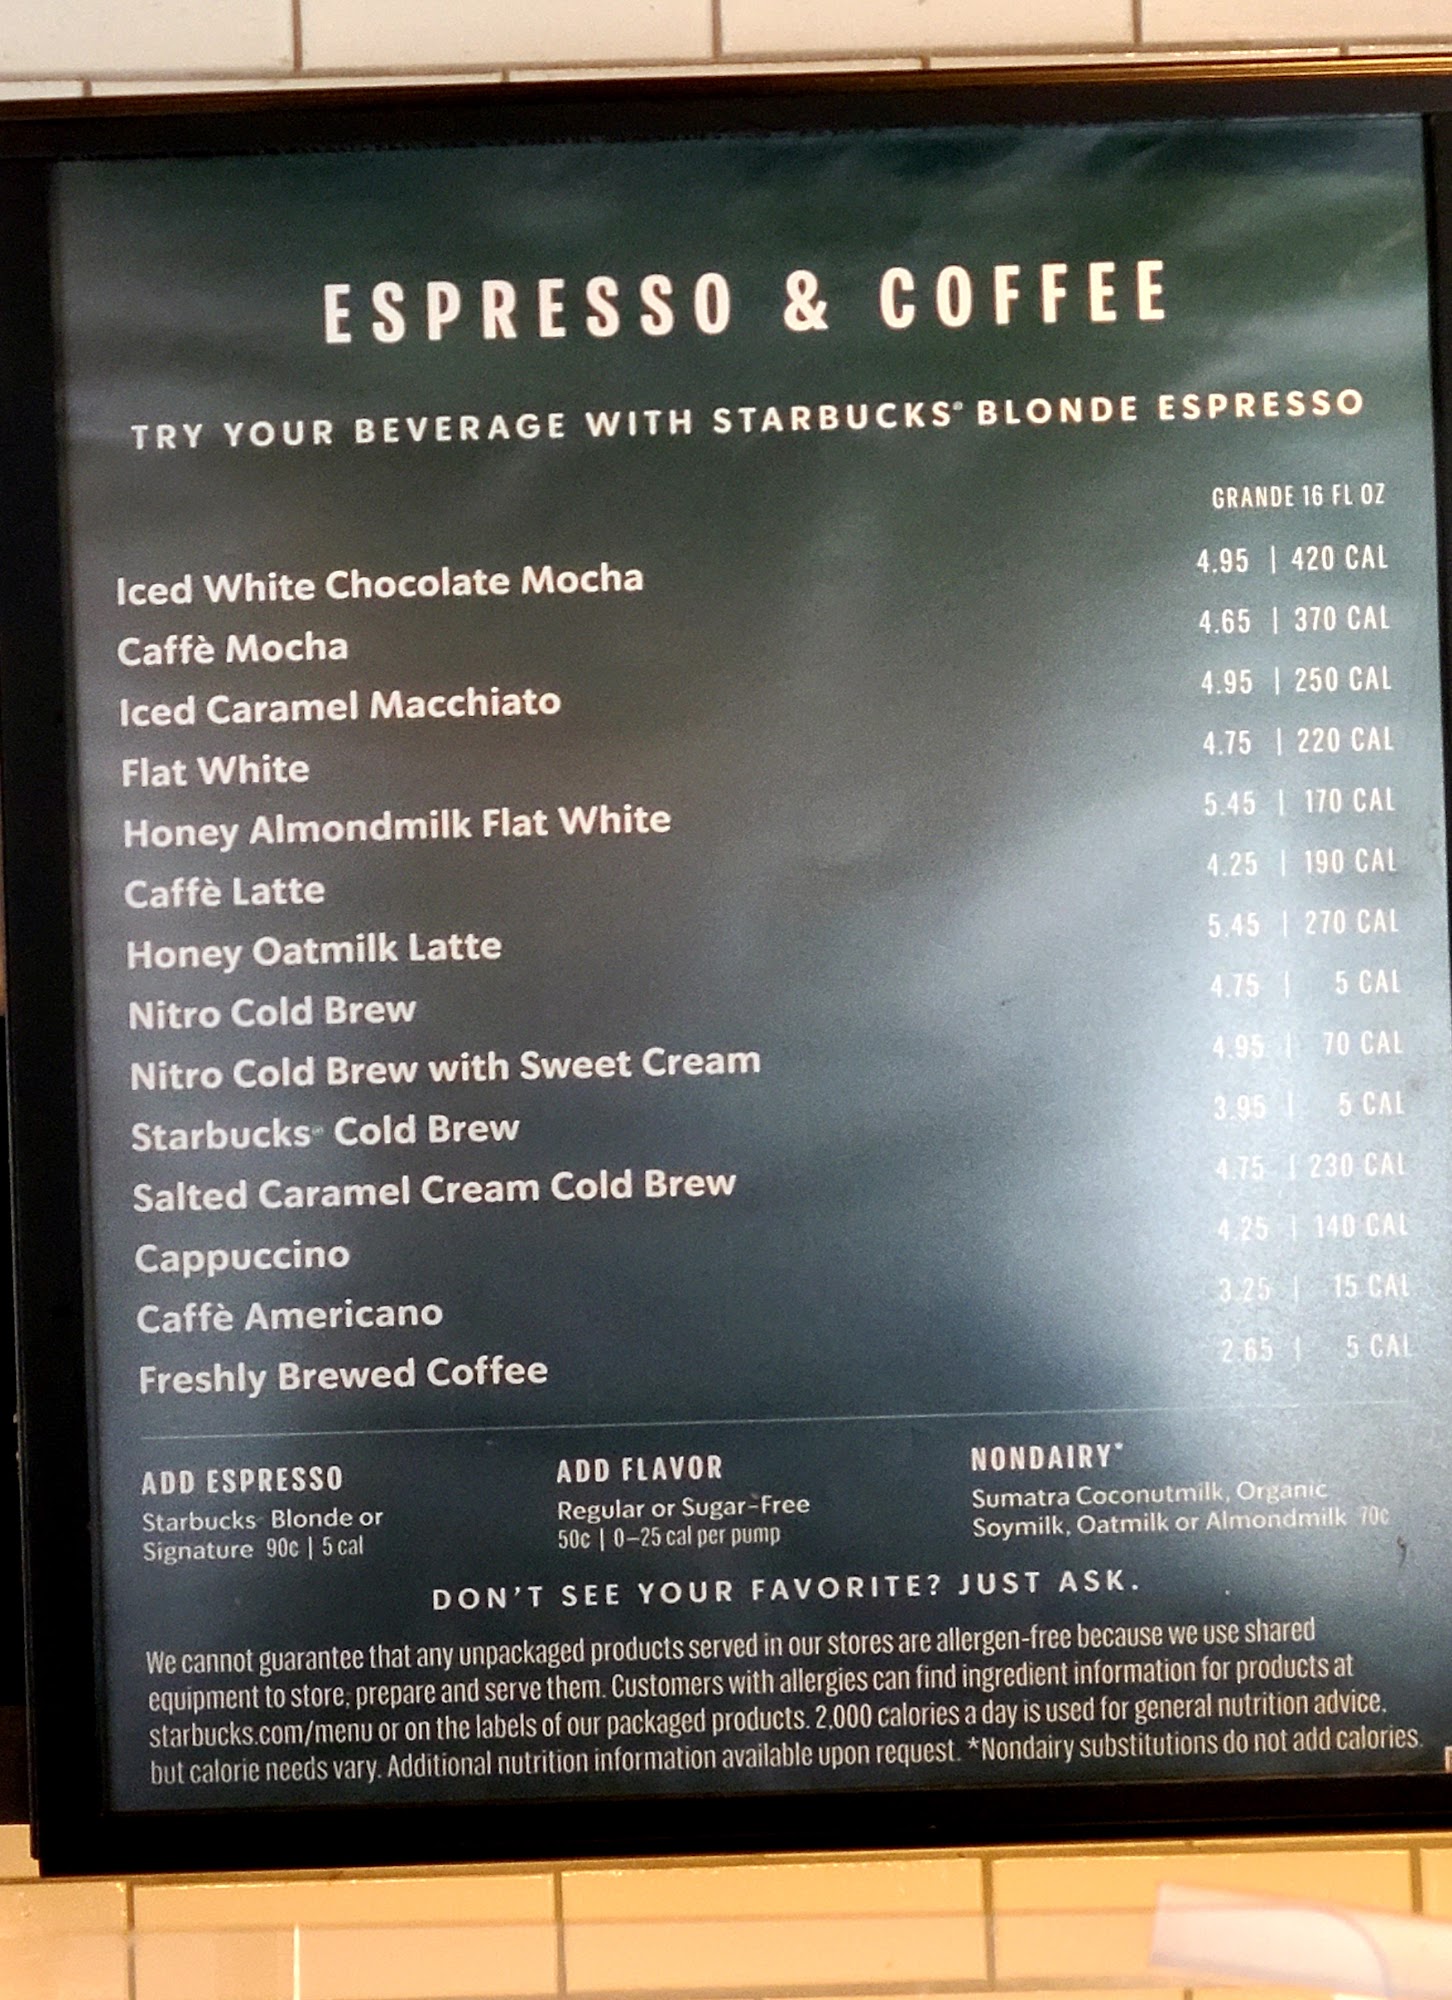 ESPRESSO & COFFEE
TRY YOUR BEVERAGE WITH STARBUCKS® BLONDE ESPRESSO
GRANDE 16 FL OZ
Iced White Chocolate Mocha 4.95 | 420 CAL
Caffè Mocha 4.65 | 370 CAL
Iced Caramel Macchiato 4.95 | 250 CAL
Flat White 4.75 | 220 CAL
Honey Almondmilk Flat White 5.45 | 170 CAL
Caffè Latte 4.25 | 190 CAL
Honey Oatmilk Latte 5.45 | 270 CAL
Nitro Cold Brew 4.75 | 5 CAL
Nitro Cold Brew with Sweet Cream 4.95 | 70 CAL
Starbucks® Cold Brew 3.95 | 5 CAL
Salted Caramel Cream Cold Brew 4.75 | 230 CAL
Cappuccino 4.25 | 140 CAL
Caffè Americano 3.25 | 15 CAL
Freshly Brewed Coffee 2.65 | 5 CAL
ADD ESPRESSO
Starbucks® Blonde or
Signature 90c | 5 cal
ADD FLAVOR
Regular or Sugar-Free
50c | 0–25 cal per pump
NONDAIRY*
Sumatra Coconutmilk, Organic
Soymilk, Oatmilk or Almondmilk 70c
DON'T SEE YOUR FAVORITE? JUST ASK.
We cannot guarantee that any unpackaged products served in our stores are allergen-free because we use shared
equipment to store, prepare and serve them. Customers with allergies can find ingredient information for products at
starbucks.com/menu or on the labels of our packaged products. 2,000 calories a day is used for general nutrition advice,
but calorie needs vary. Additional nutrition information available upon request. *Nondairy substitutions do not add calories.